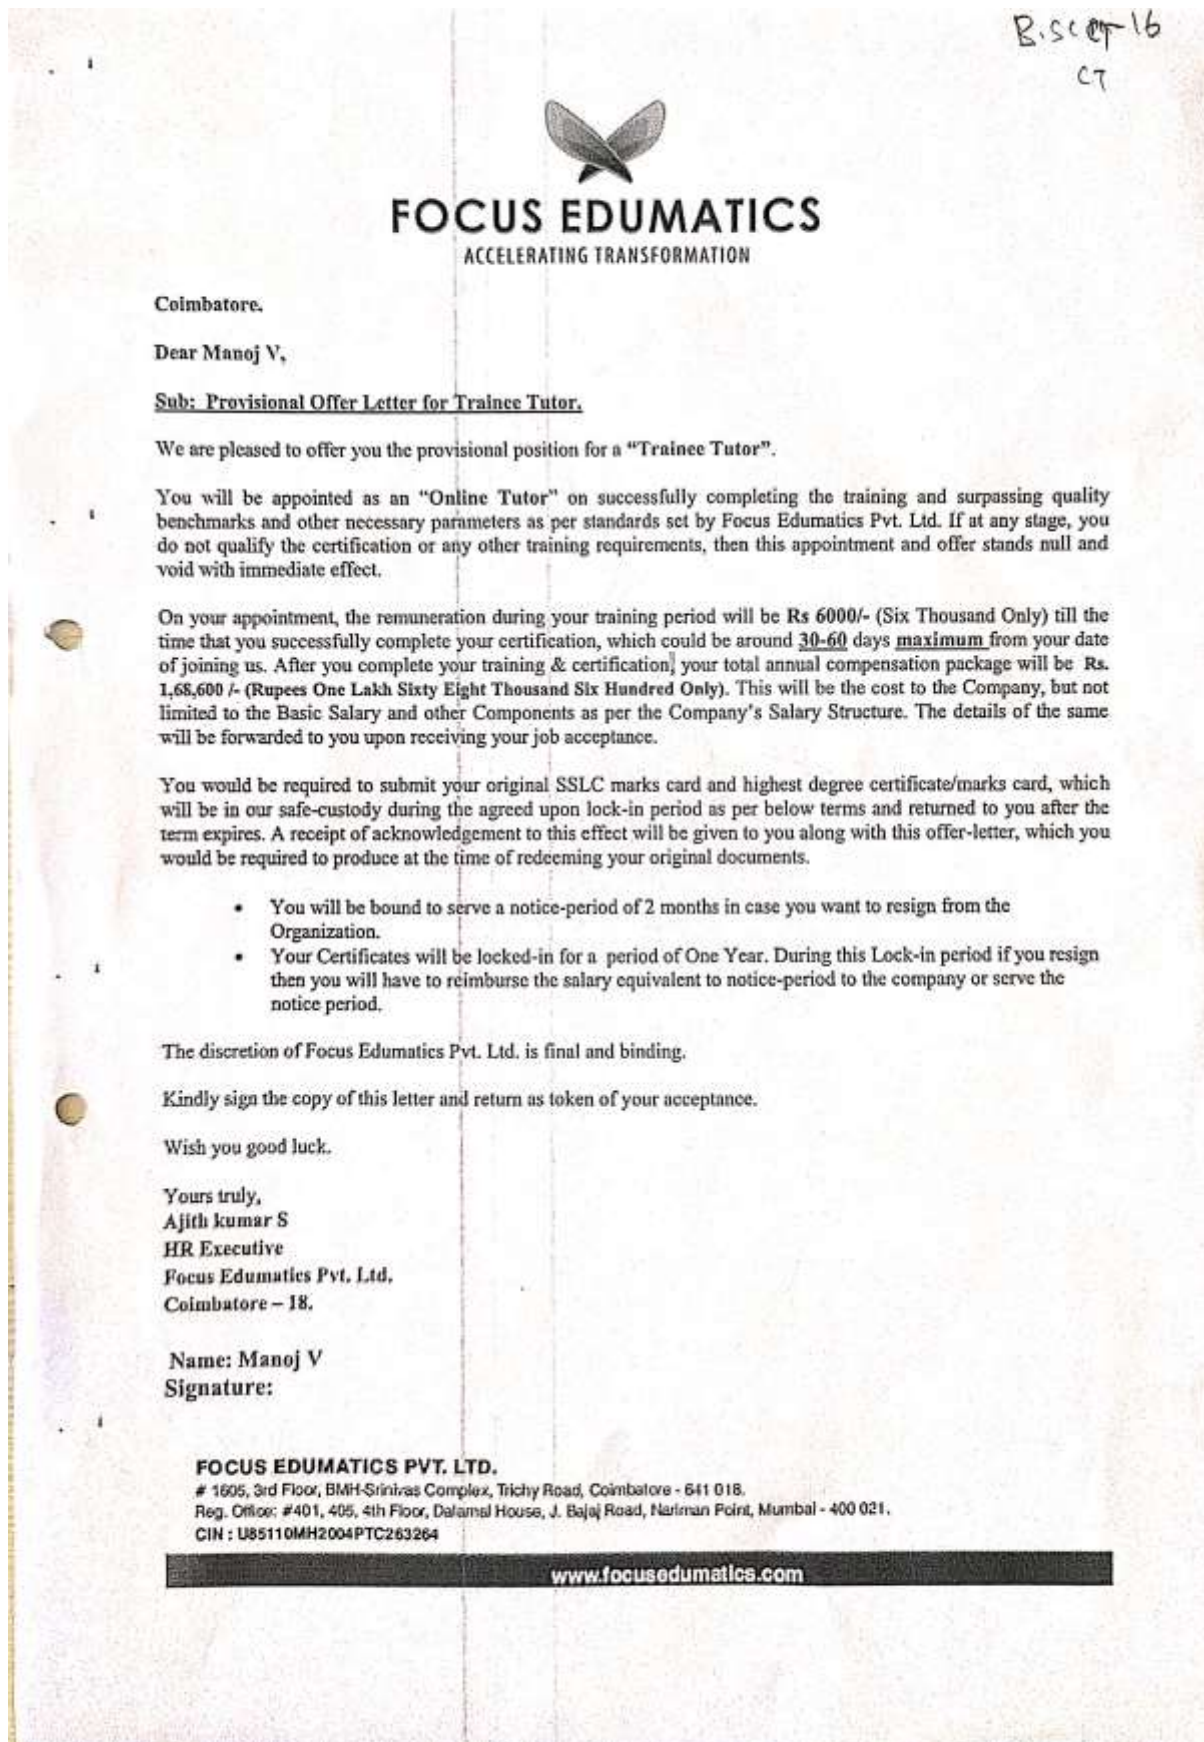 B.Sc CT-16
CT
FOCUS EDUMATICS
ACCELERATING TRANSFORMATION
Coimbatore.
Dear Manoj V,
Sub: Provisional Offer Letter for Trainee Tutor.
We are pleased to offer you the provisional position for a “Trainee Tutor”.
You will be appointed as an “Online Tutor” on successfully completing the training and surpassing quality
benchmarks and other necessary parameters as per standards set by Focus Edumatics Pvt. Ltd. If at any stage, you
do not qualify the certification or any other training requirements, then this appointment and offer stands null and
void with immediate effect.
On your appointment, the remuneration during your training period will be Rs 6000/- (Six Thousand Only) till the
time that you successfully complete your certification, which could be around 30-60 days maximum from your date
of joining us. After you complete your training & certification, your total annual compensation package will be Rs.
1,68,600 /- (Rupees One Lakh Sixty Eight Thousand Six Hundred Only). This will be the cost to the Company, but not
limited to the Basic Salary and other Components as per the Company’s Salary Structure. The details of the same
will be forwarded to you upon receiving your job acceptance.
You would be required to submit your original SSLC marks card and highest degree certificate/marks card, which
will be in our safe-custody during the agreed upon lock-in period as per below terms and returned to you after the
term expires. A receipt of acknowledgement to this effect will be given to you along with this offer-letter, which you
would be required to produce at the time of redeeming your original documents.
• You will be bound to serve a notice-period of 2 months in case you want to resign from the
Organization.
• Your Certificates will be locked-in for a period of One Year. During this Lock-in period if you resign
then you will have to reimburse the salary equivalent to notice-period to the company or serve the
notice period.
The discretion of Focus Edumatics Pvt. Ltd. is final and binding.
Kindly sign the copy of this letter and return as token of your acceptance.
Wish you good luck.
Yours truly,
Ajith kumar S
HR Executive
Focus Edumatics Pvt. Ltd.
Coimbatore – 18.
Name: Manoj V
Signature:
FOCUS EDUMATICS PVT. LTD.
# 1605, 3rd Floor, BMH-Srinivas Complex, Trichy Road, Coimbatore - 641 018.
Reg. Office: #401, 405, 4th Floor, Dalamal House, J. Bajaj Road, Nariman Point, Mumbai - 400 021.
CIN : U85110MH2004PTC263264
www.focusedumatics.com